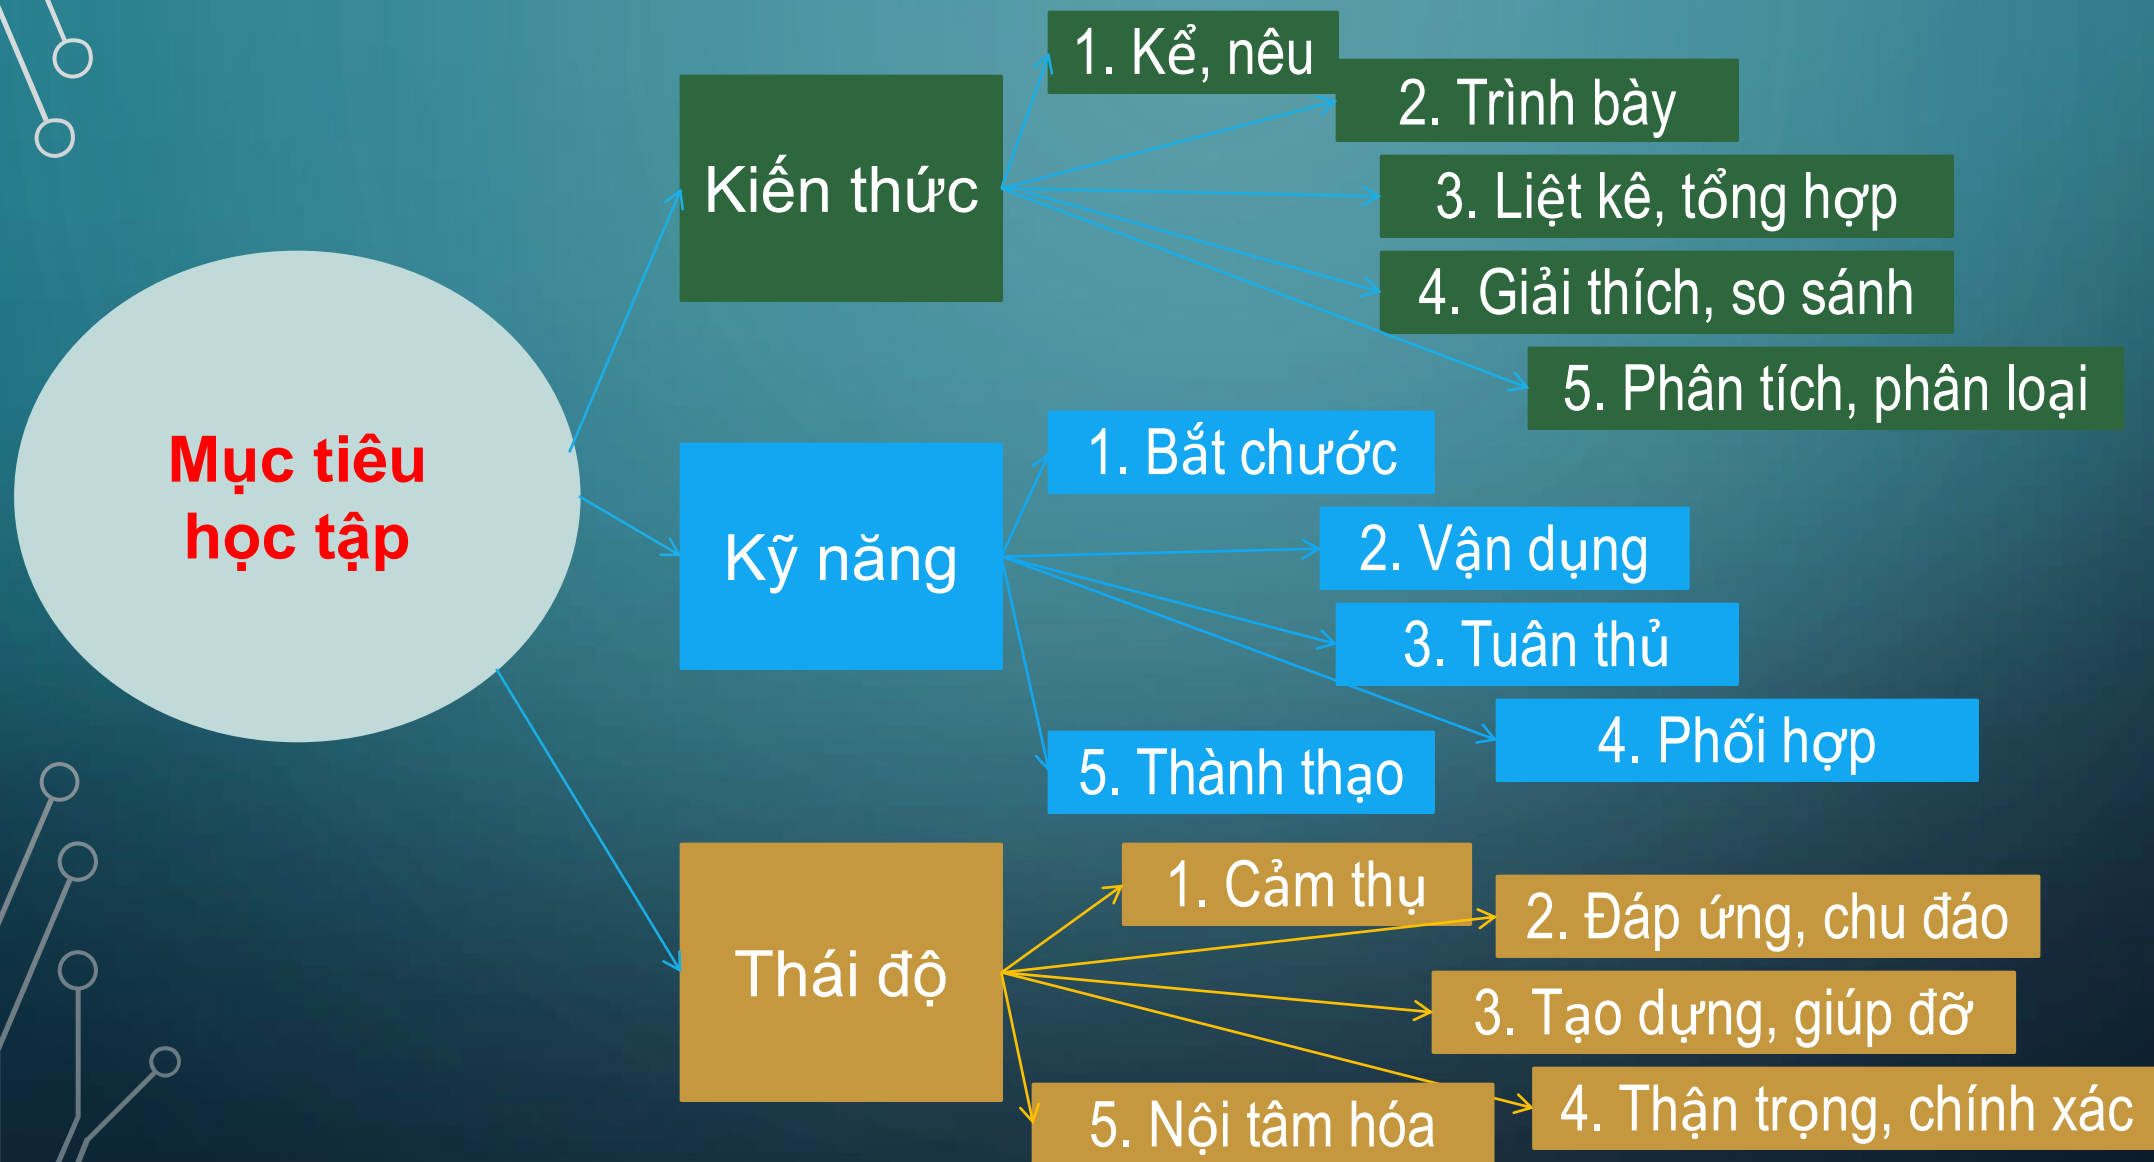 Mục tiêu
học tập
Kiến thức
1. Kể, nêu
2. Trình bày
3. Liệt kê, tổng hợp
4. Giải thích, so sánh
5. Phân tích, phân loại
Kỹ năng
1. Bắt chước
2. Vận dụng
3. Tuân thủ
4. Phối hợp
5. Thành thạo
Thái độ
1. Cảm thụ
2. Đáp ứng, chu đáo
3. Tạo dựng, giúp đỡ
4. Thận trọng, chính xác
5. Nội tâm hóa